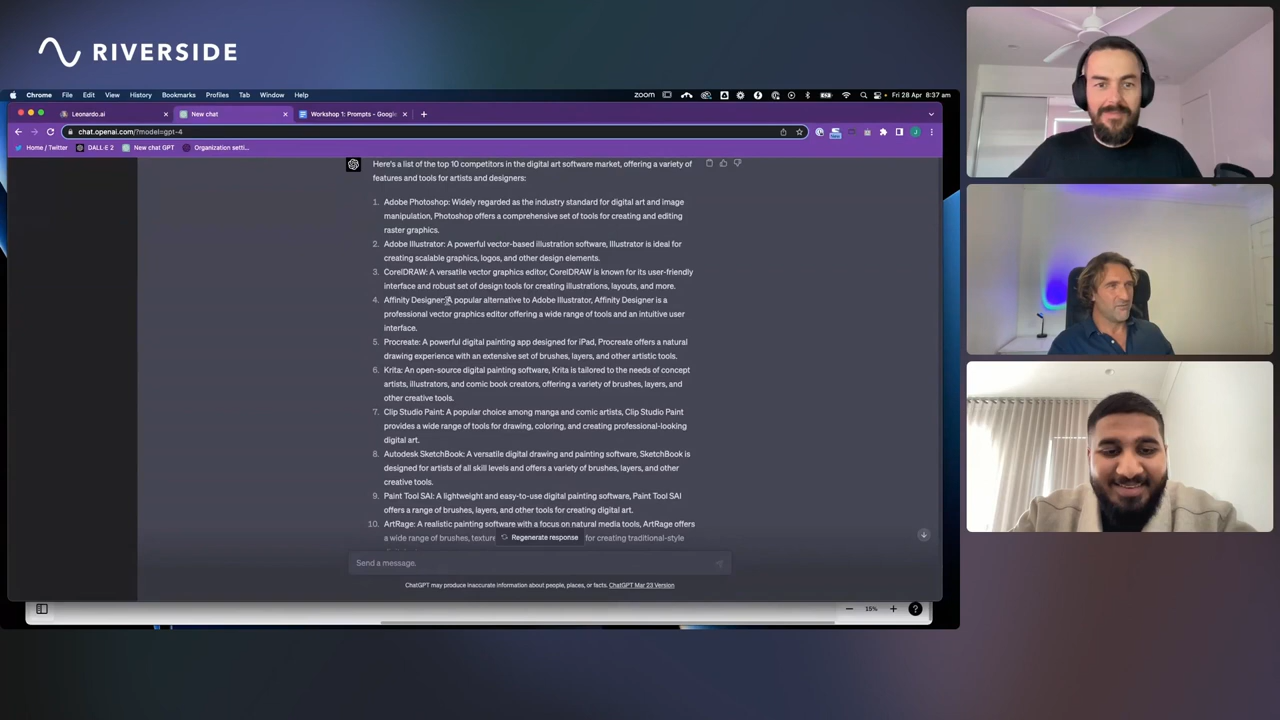 RIVERSIDE
Chrome File Edit View History Bookmarks Profiles Tab Window Help zoom Fri 28 Apr 8:37 am
Leonardo.ai New chat Workshop 1: Prompts - Google
chat.openai.com/?model=gpt-4
Home / Twitter DALL-E 2 New chat GPT Organization setti...
Here's a list of the top 10 competitors in the digital art software market, offering a variety of
features and tools for artists and designers:
1. Adobe Photoshop: Widely regarded as the industry standard for digital art and image
manipulation, Photoshop offers a comprehensive set of tools for creating and editing
raster graphics.
2. Adobe Illustrator: A powerful vector-based illustration software, Illustrator is ideal for
creating scalable graphics, logos, and other design elements.
3. CorelDRAW: A versatile vector graphics editor, CorelDRAW is known for its user-friendly
interface and robust set of design tools for creating illustrations, layouts, and more.
4. Affinity Designer: A popular alternative to Adobe Illustrator, Affinity Designer is a
professional vector graphics editor offering a wide range of tools and an intuitive user
interface.
5. Procreate: A powerful digital painting app designed for iPad, Procreate offers a natural
drawing experience with an extensive set of brushes, layers, and other artistic tools.
6. Krita: An open-source digital painting software, Krita is tailored to the needs of concept
artists, illustrators, and comic book creators, offering a variety of brushes, layers, and
other creative tools.
7. Clip Studio Paint: A popular choice among manga and comic artists, Clip Studio Paint
provides a wide range of tools for drawing, coloring, and creating professional-looking
digital art.
8. Autodesk SketchBook: A versatile digital drawing and painting software, SketchBook is
designed for artists of all skill levels and offers a variety of brushes, layers, and other
creative tools.
9. Paint Tool SAI: A lightweight and easy-to-use digital painting software, Paint Tool SAI
offers a range of brushes, layers, and other tools for creating digital art.
10. ArtRage: A realistic painting software with a focus on natural media tools, ArtRage offers
a wide range of brushes, texture Regenerate response for creating traditional-style
Send a message.
ChatGPT may produce inaccurate information about people, places, or facts. ChatGPT Mar 23 Version
15%